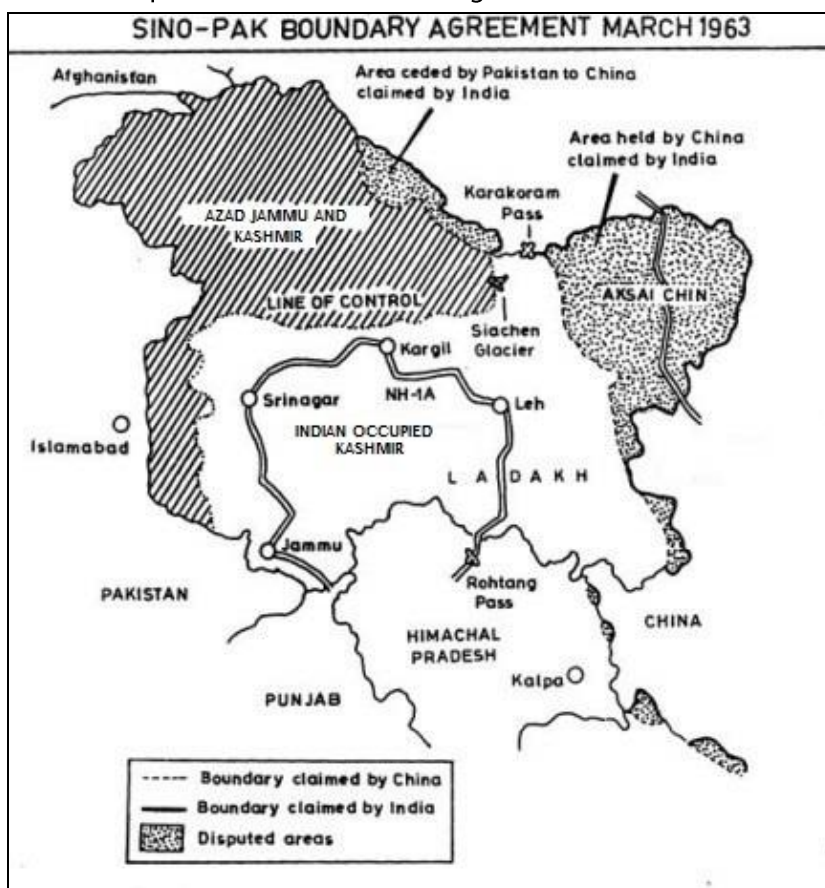 SINO-PAK BOUNDARY AGREEMENT MARCH 1963
Afghanistan
Area ceded by Pakistan to China
claimed by India
Area held by China
claimed by India
Karakoram
Pass
AZAD JAMMU AND
KASHMIR
LINE OF CONTROL
AKSAI CHIN
Siachen
Glacier
Kargil
NH-1A
Srinagar
Leh
INDIAN OCCUPIED
KASHMIR
Islamabad
LADAKH
Jammu
PAKISTAN
Rohtang
Pass
CHINA
HIMACHAL
PRADESH
Kalpa
PUNJAB
Boundary claimed by China
Boundary claimed by India
Disputed areas